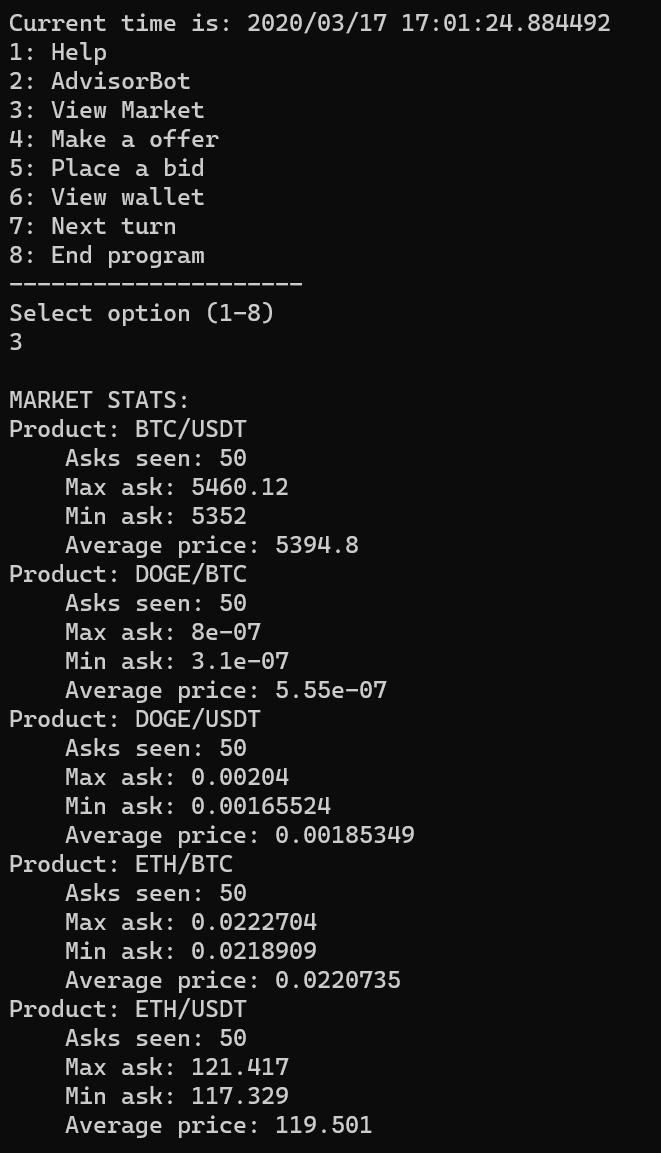 Current time is: 2020/03/17 17:01:24.884492
1: Help
2: AdvisorBot
3: View Market
4: Make a offer
5: Place a bid
6: View wallet
7: Next turn
8: End program
---------------------
Select option (1-8)
3

MARKET STATS:
Product: BTC/USDT
    Asks seen: 50
    Max ask: 5460.12
    Min ask: 5352
    Average price: 5394.8
Product: DOGE/BTC
    Asks seen: 50
    Max ask: 8e-07
    Min ask: 3.1e-07
    Average price: 5.55e-07
Product: DOGE/USDT
    Asks seen: 50
    Max ask: 0.00204
    Min ask: 0.00165524
    Average price: 0.00185349
Product: ETH/BTC
    Asks seen: 50
    Max ask: 0.0222704
    Min ask: 0.0218909
    Average price: 0.0220735
Product: ETH/USDT
    Asks seen: 50
    Max ask: 121.417
    Min ask: 117.329
    Average price: 119.501